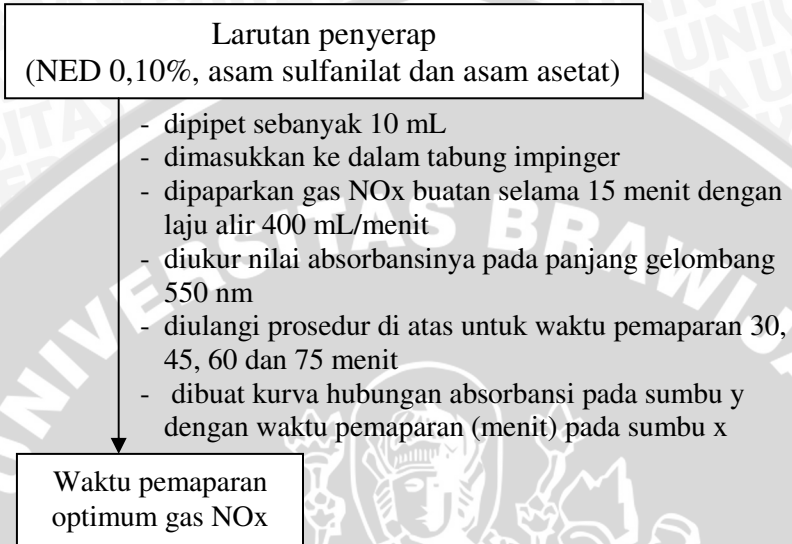 Larutan penyerap
(NED 0,10%, asam sulfanilat dan asam asetat)
- dipipet sebanyak 10 mL
- dimasukkan ke dalam tabung impinger
- dipaparkan gas NOx buatan selama 15 menit dengan
laju alir 400 mL/menit
- diukur nilai absorbansinya pada panjang gelombang
550 nm
- diulangi prosedur di atas untuk waktu pemaparan 30,
45, 60 dan 75 menit
- dibuat kurva hubungan absorbansi pada sumbu y
dengan waktu pemaparan (menit) pada sumbu x
Waktu pemaparan
optimum gas NOx